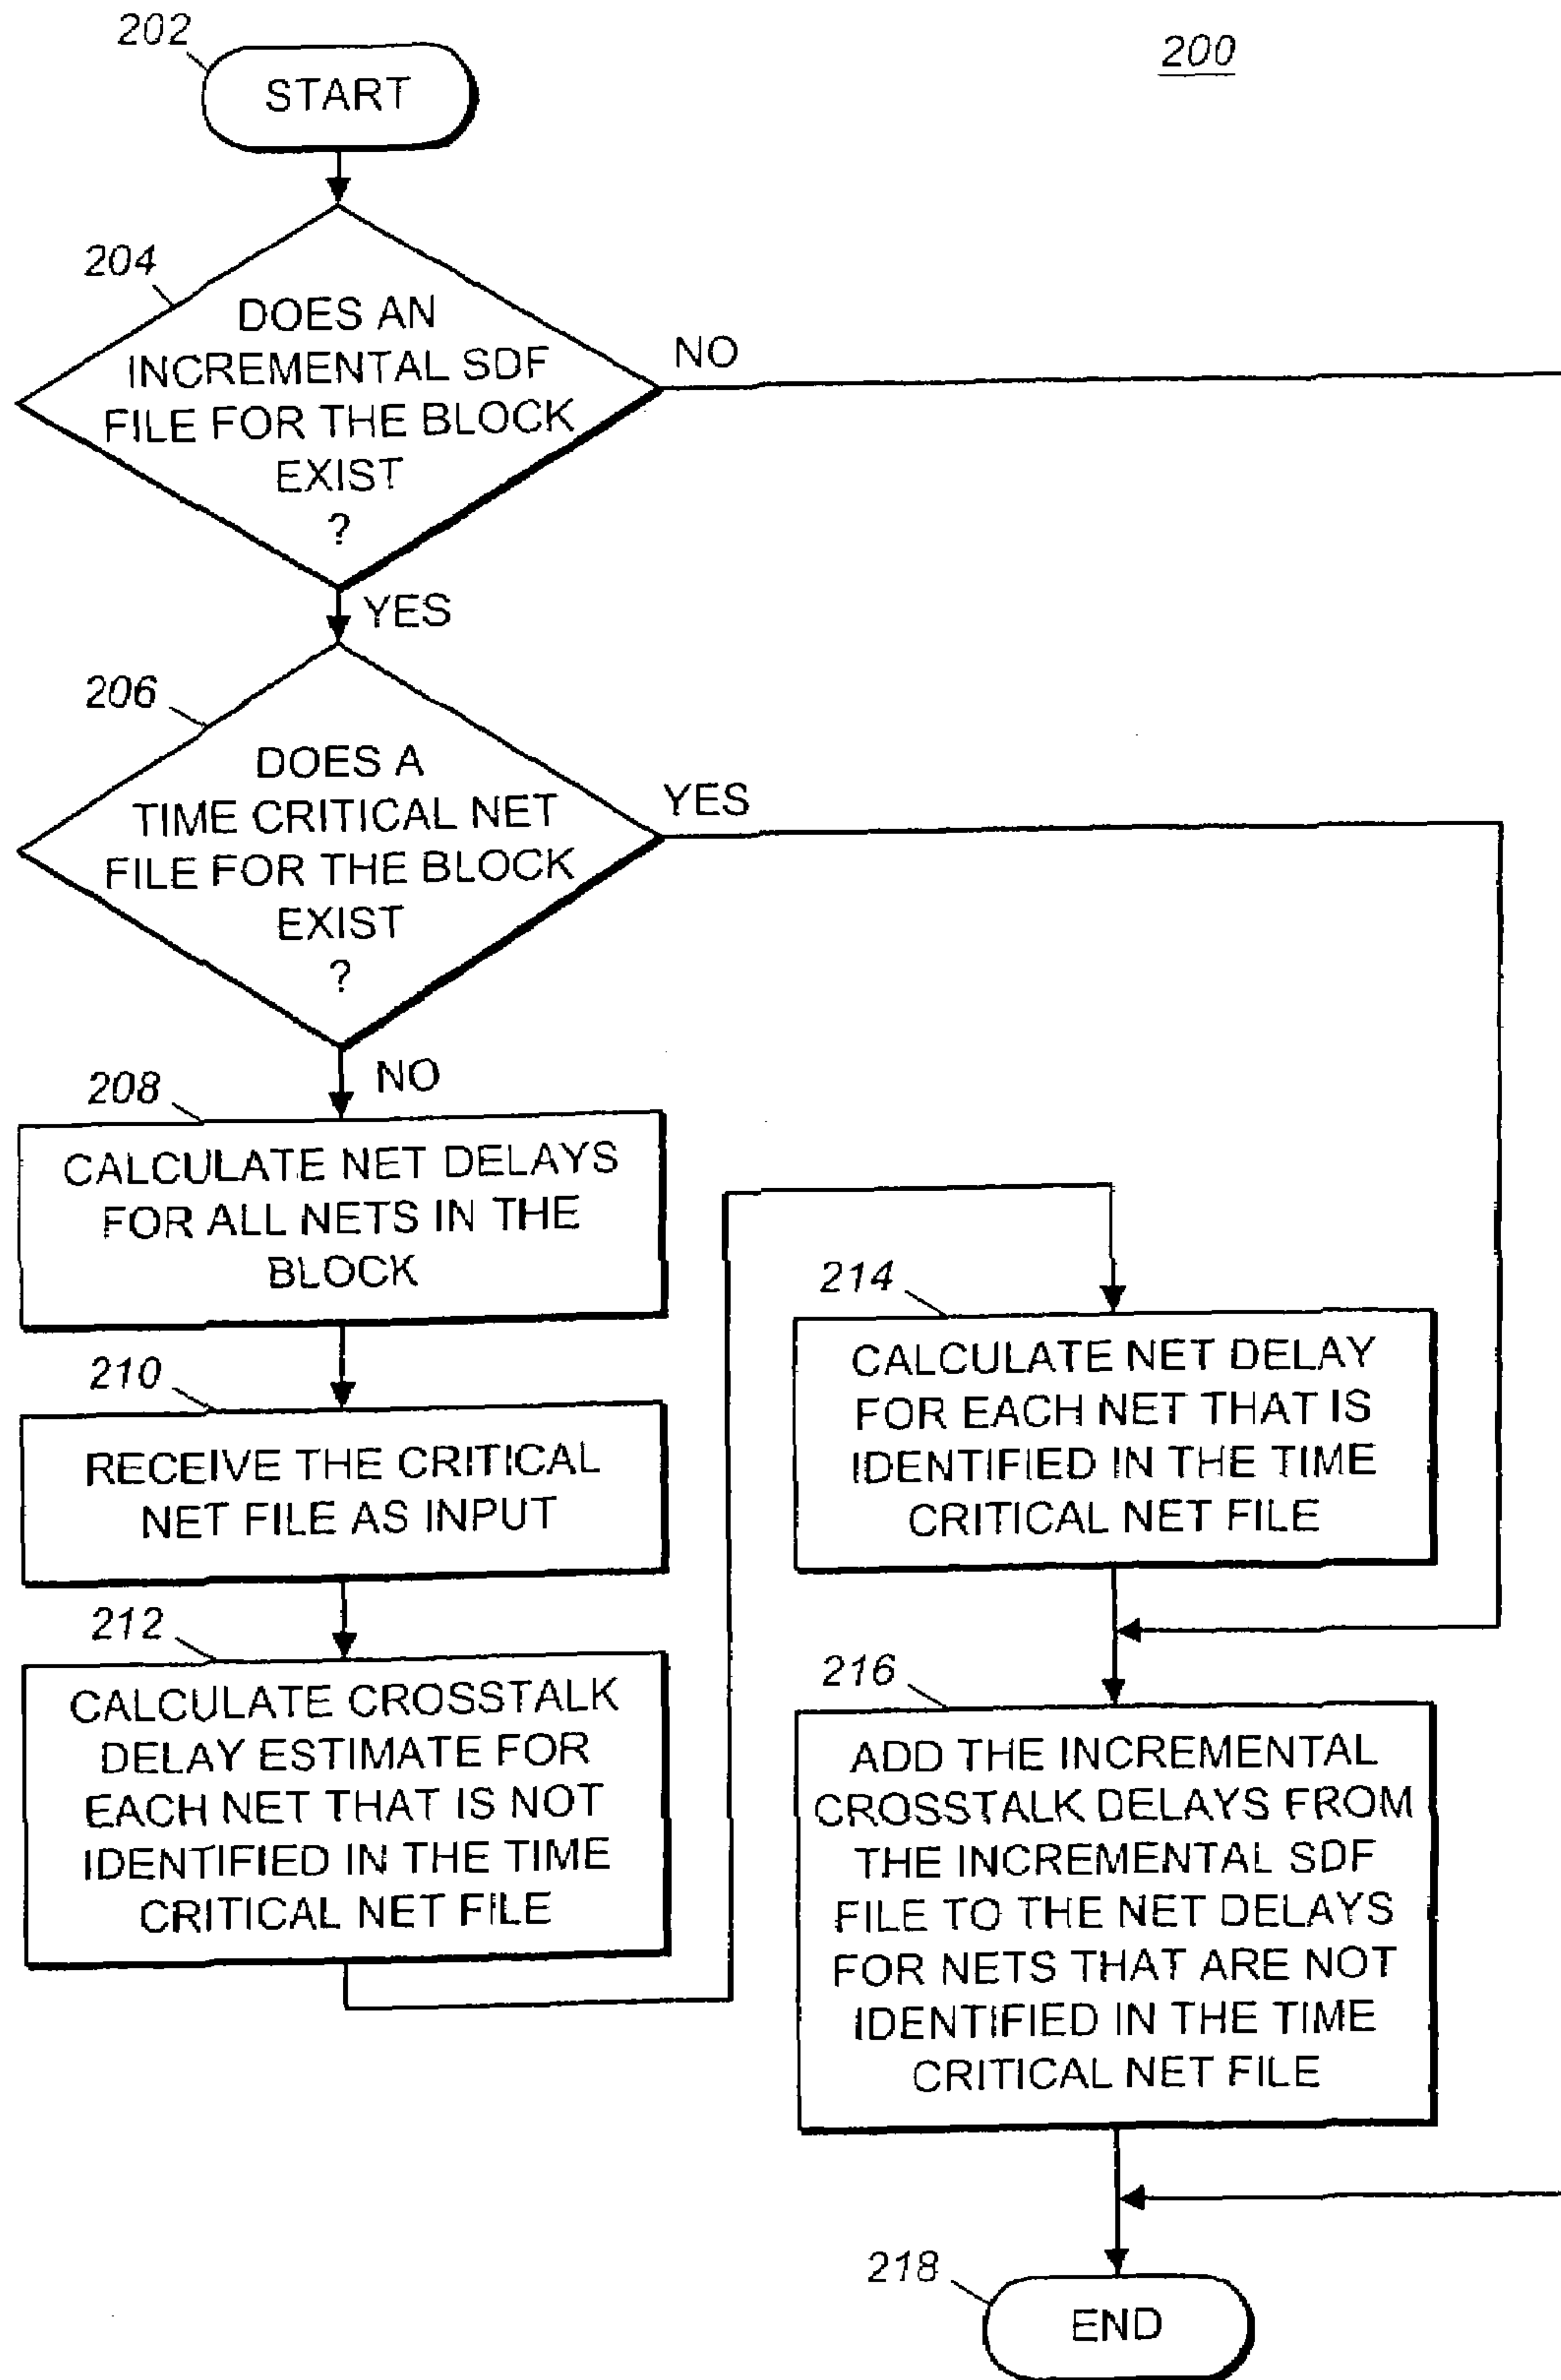 200
202
START
204
DOES AN
INCREMENTAL SDF
FILE FOR THE BLOCK
EXIST
?
NO
YES
206
DOES A
TIME CRITICAL NET
FILE FOR THE BLOCK
EXIST
?
YES
NO
208
CALCULATE NET DELAYS
FOR ALL NETS IN THE
BLOCK
210
RECEIVE THE CRITICAL
NET FILE AS INPUT
212
CALCULATE CROSSTALK
DELAY ESTIMATE FOR
EACH NET THAT IS NOT
IDENTIFIED IN THE TIME
CRITICAL NET FILE
214
CALCULATE NET DELAY
FOR EACH NET THAT IS
IDENTIFIED IN THE TIME
CRITICAL NET FILE
216
ADD THE INCREMENTAL
CROSSTALK DELAYS FROM
THE INCREMENTAL SDF
FILE TO THE NET DELAYS
FOR NETS THAT ARE NOT
IDENTIFIED IN THE TIME
CRITICAL NET FILE
218
END